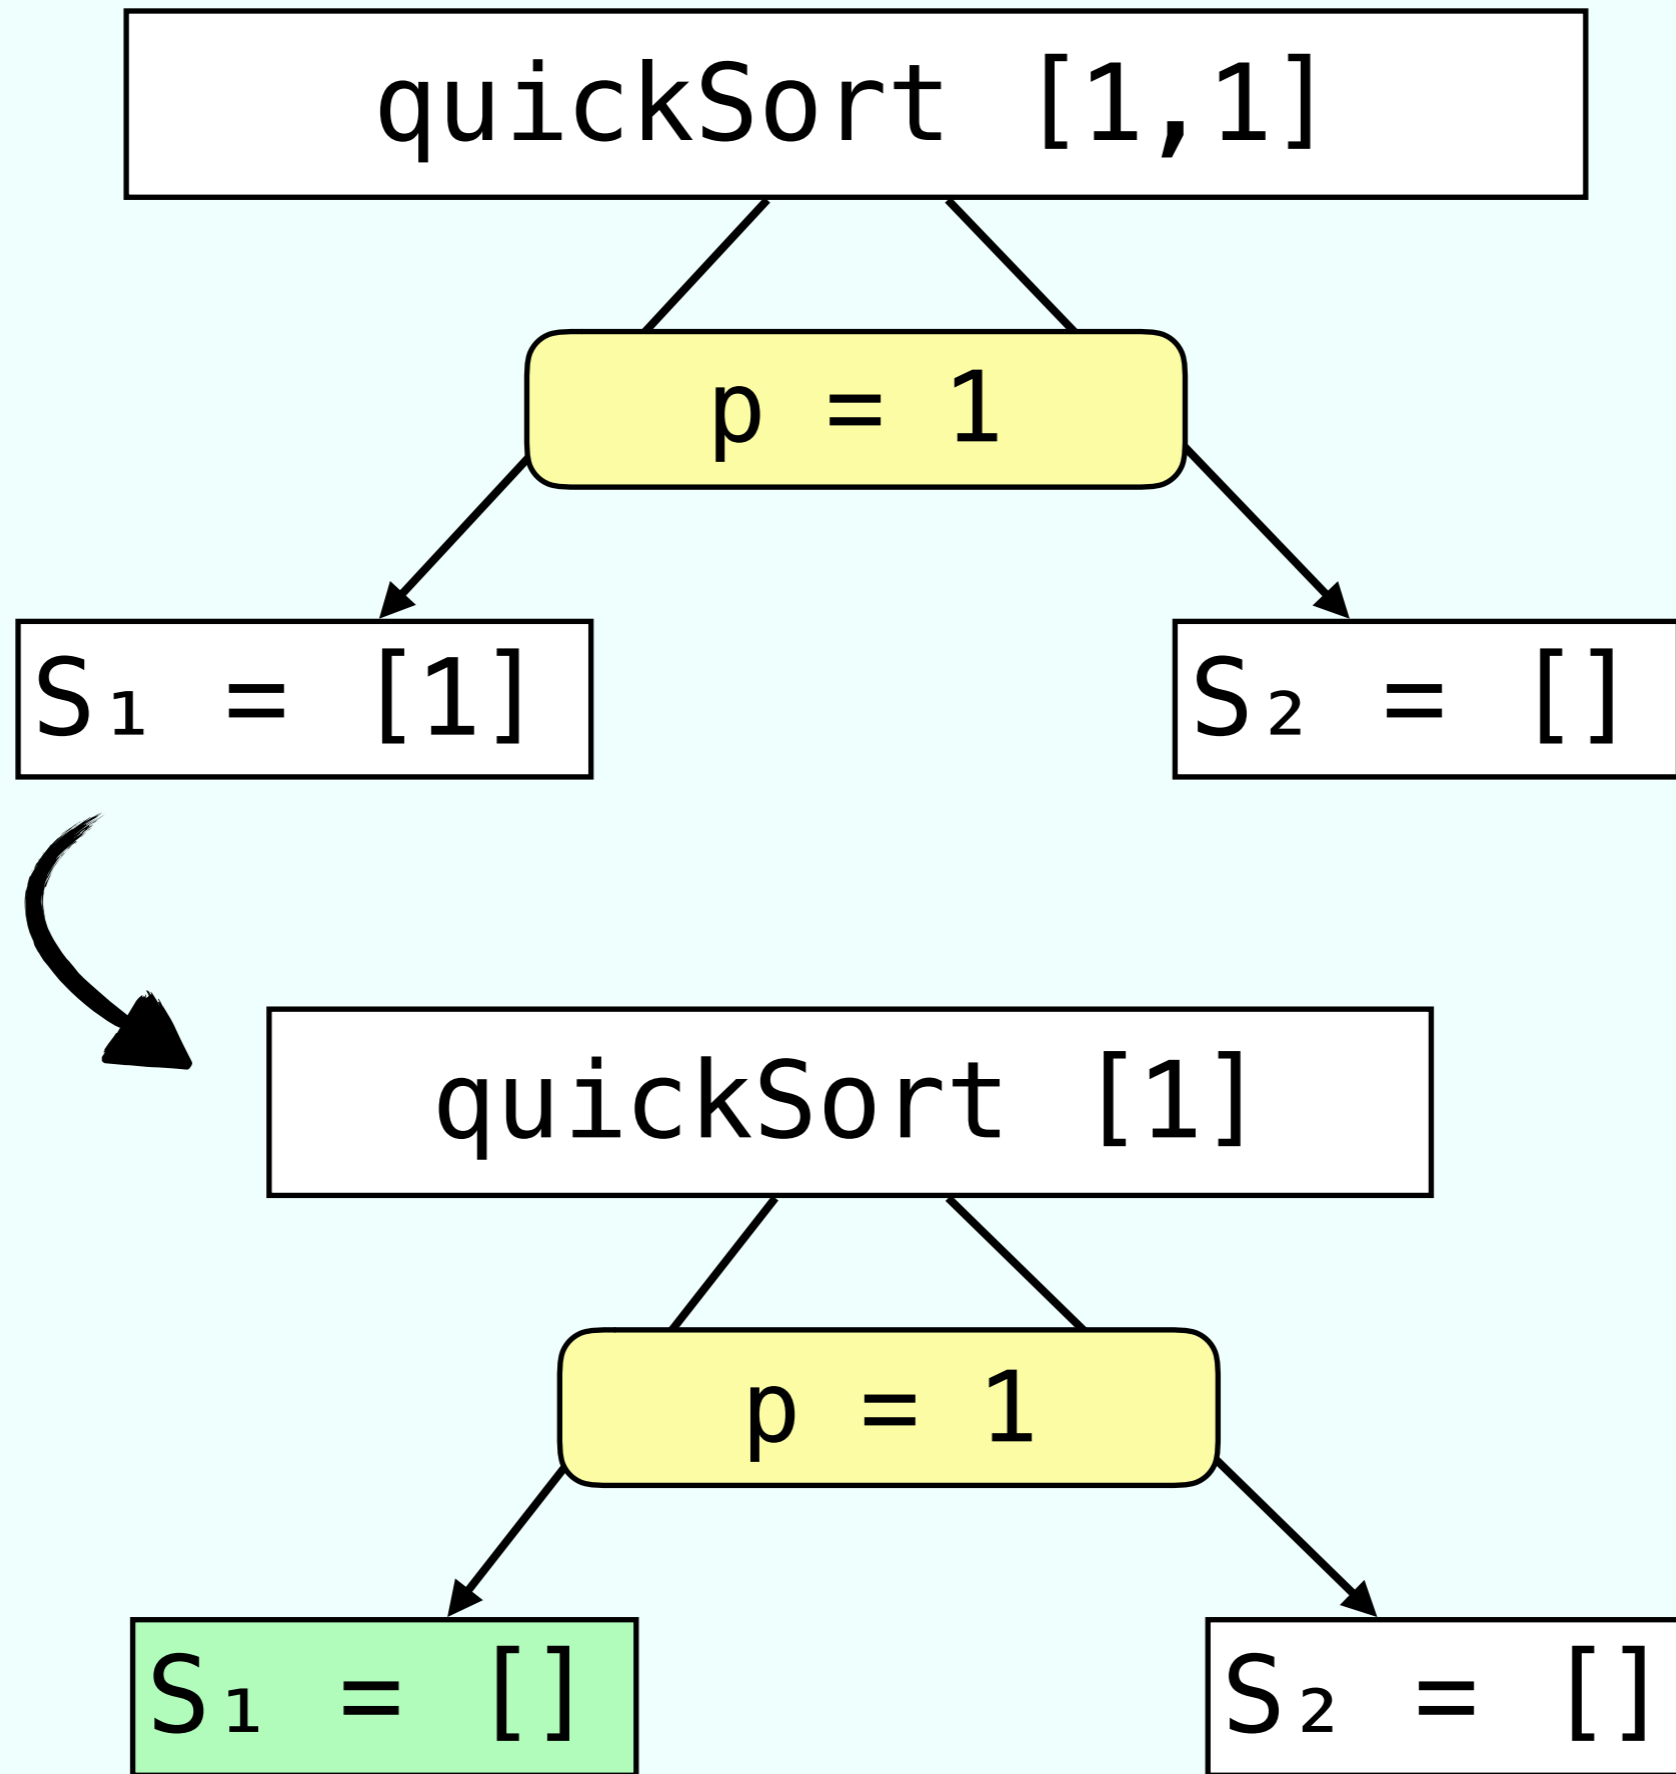 quickSort [1,1]
p = 1
S₁ = [1]
S₂ = []
quickSort [1]
p = 1
S₁ = []
S₂ = []